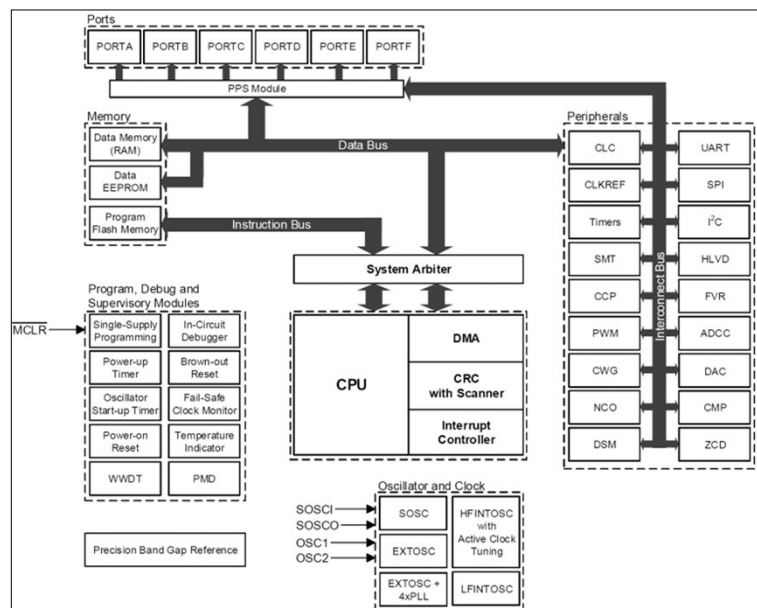 Ports
PORTA PORTB PORTC PORTD PORTE PORTF
PPS Module
Memory
Data Memory
(RAM)
Data
EEPROM
Program
Flash Memory
Data Bus
Instruction Bus
System Arbiter
CPU
DMA
CRC
with Scanner
Interrupt
Controller
Peripherals
CLC UART
CLKREF SPI
Timers I²C
SMT HLVD
CCP FVR
PWM ADCC
CWG DAC
NCO CMP
DSM ZCD
Interconnect Bus
Program, Debug and
Supervisory Modules
MCLR
Single-Supply
Programming
In-Circuit
Debugger
Power-up
Timer
Brown-out
Reset
Oscillator
Start-up Timer
Fail-Safe
Clock Monitor
Power-on
Reset
Temperature
Indicator
WWDT
PMD
Precision Band Gap Reference
Oscillator and Clock
SOSCI
SOSCO
OSC1
OSC2
SOSC
HFINTOSC
with
Active Clock
Tuning
EXTOSC
EXTOSC +
4xPLL
LFINTOSC